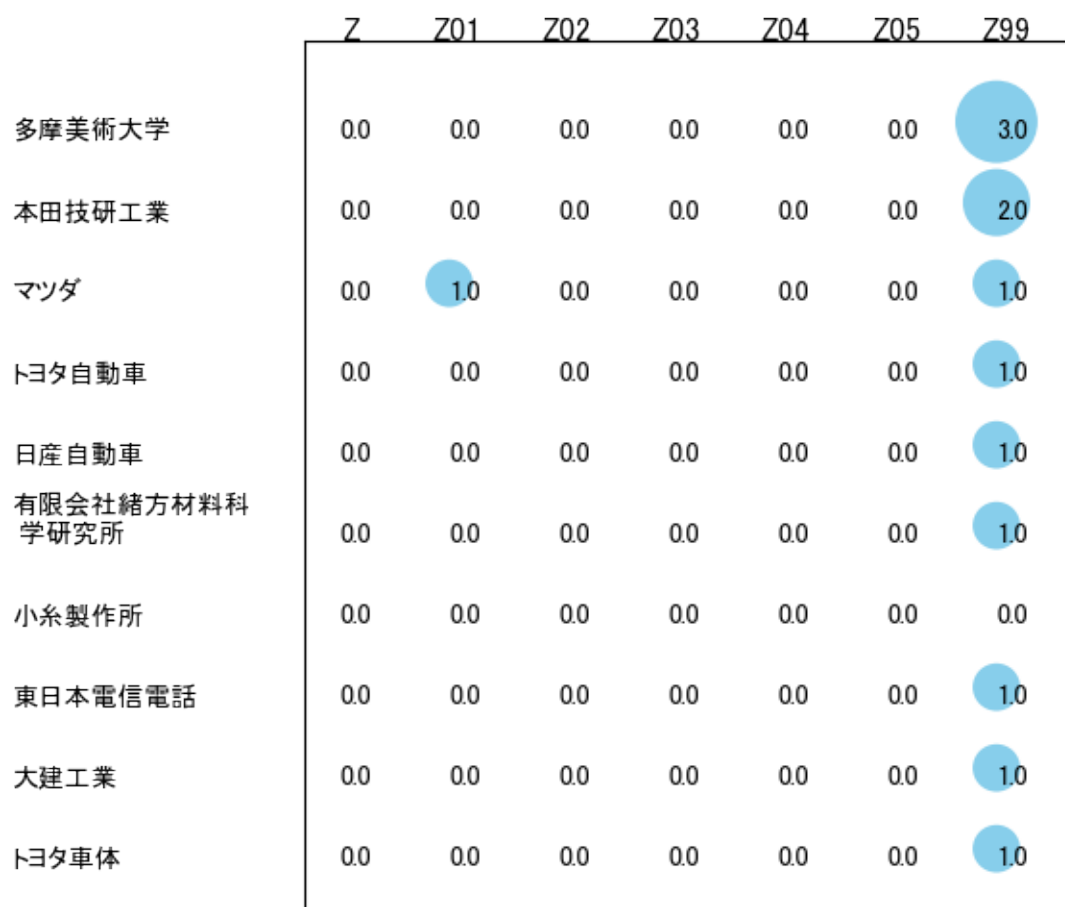 Z Z01 Z02 Z03 Z04 Z05 Z99
多摩美術大学 0.0 0.0 0.0 0.0 0.0 0.0 3.0
本田技研工業 0.0 0.0 0.0 0.0 0.0 0.0 2.0
マツダ 0.0 1.0 0.0 0.0 0.0 0.0 1.0
トヨタ自動車 0.0 0.0 0.0 0.0 0.0 0.0 1.0
日産自動車 0.0 0.0 0.0 0.0 0.0 0.0 1.0
有限会社緒方材料科
学研究所 0.0 0.0 0.0 0.0 0.0 0.0 1.0
小糸製作所 0.0 0.0 0.0 0.0 0.0 0.0 0.0
東日本電信電話 0.0 0.0 0.0 0.0 0.0 0.0 1.0
大建工業 0.0 0.0 0.0 0.0 0.0 0.0 1.0
トヨタ車体 0.0 0.0 0.0 0.0 0.0 0.0 1.0